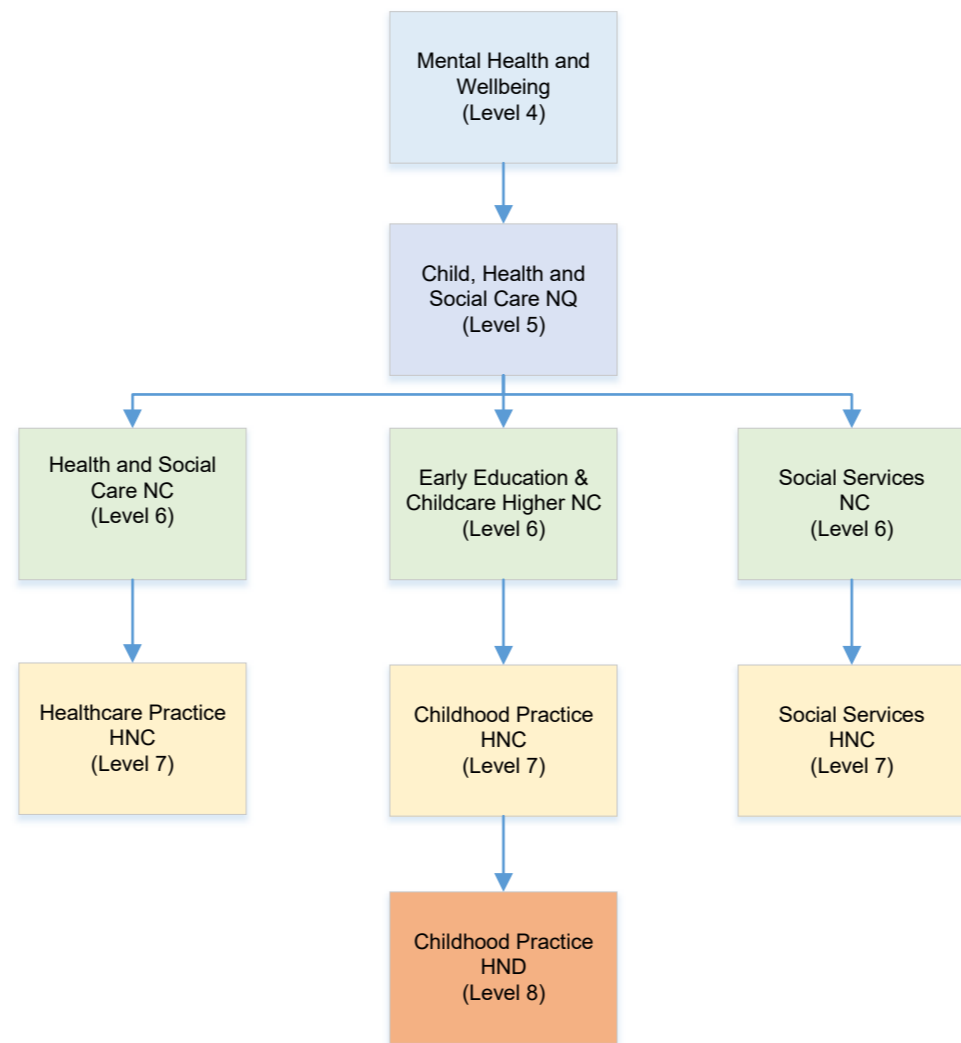 Mental Health and
Wellbeing
(Level 4)
Child, Health and
Social Care NQ
(Level 5)
Health and Social
Care NC
(Level 6)
Early Education &
Childcare Higher NC
(Level 6)
Social Services
NC
(Level 6)
Healthcare Practice
HNC
(Level 7)
Childhood Practice
HNC
(Level 7)
Social Services
HNC
(Level 7)
Childhood Practice
HND
(Level 8)